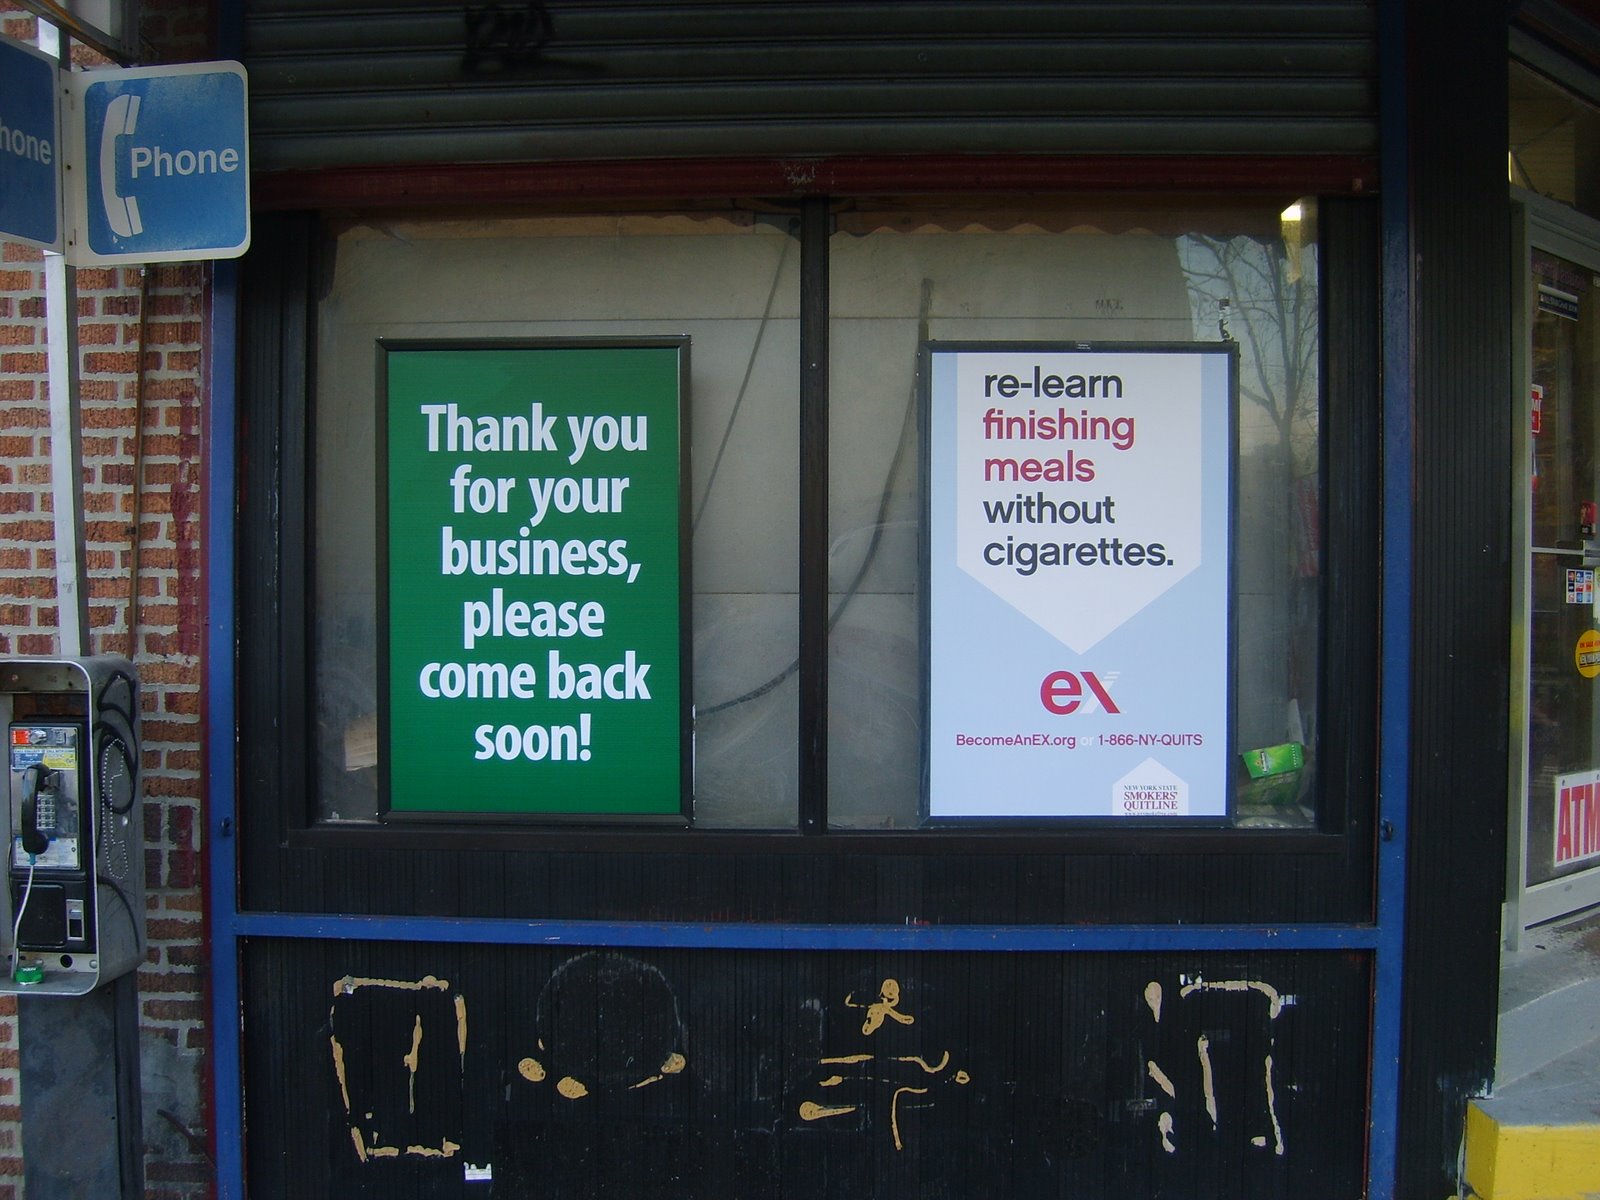 hone
Phone
Thank you
for your
business,
please
come back
soon!
re-learn
finishing
meals
without
cigarettes.
ex
BecomeAnEX.org or 1-866-NY-QUITS
NEW YORK STATE
SMOKERS'
QUITLINE
ATM